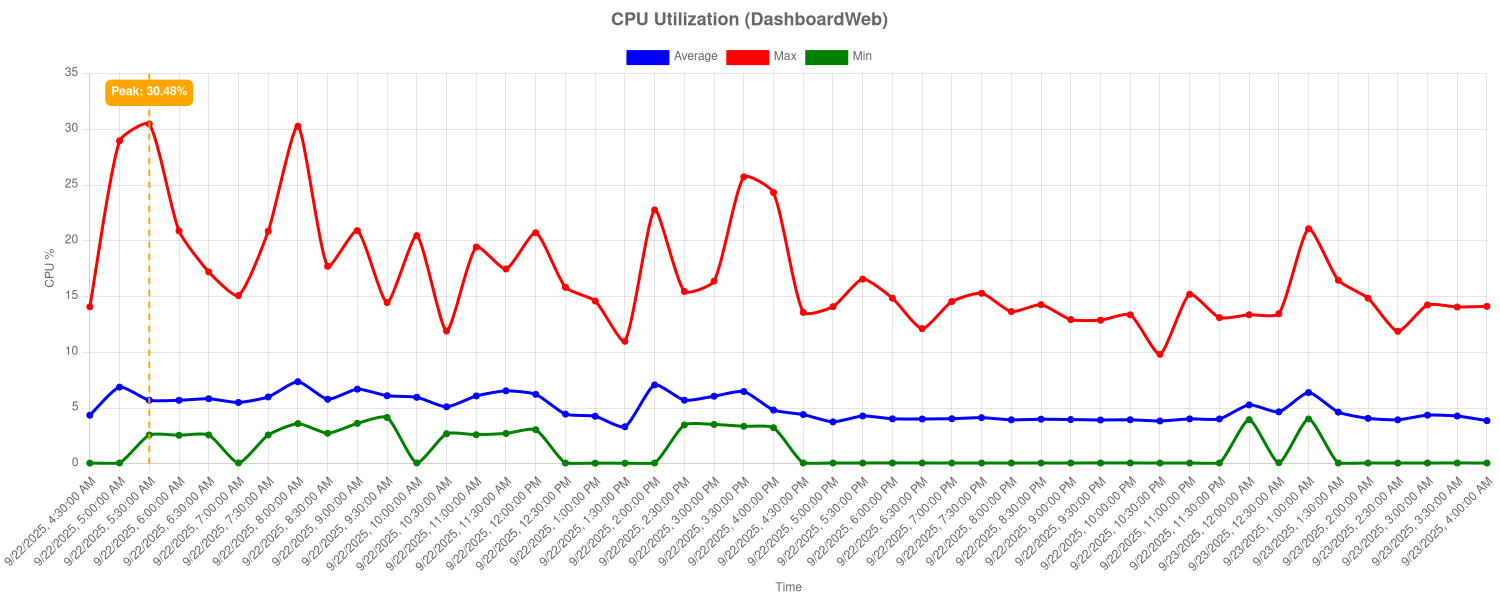 CPU Utilization (DashboardWeb)
Average Max Min
Peak: 30.48%
35
30
25
20
15
10
5
0
CPU %
9/22/2025, 4:30:00 AM
9/22/2025, 5:00:00 AM
9/22/2025, 5:30:00 AM
9/22/2025, 6:00:00 AM
9/22/2025, 6:30:00 AM
9/22/2025, 7:00:00 AM
9/22/2025, 7:30:00 AM
9/22/2025, 8:00:00 AM
9/22/2025, 8:30:00 AM
9/22/2025, 9:00:00 AM
9/22/2025, 9:30:00 AM
9/22/2025, 10:00:00 AM
9/22/2025, 10:30:00 AM
9/22/2025, 11:00:00 AM
9/22/2025, 11:30:00 AM
9/22/2025, 12:00:00 PM
9/22/2025, 12:30:00 PM
9/22/2025, 1:00:00 PM
9/22/2025, 1:30:00 PM
9/22/2025, 2:00:00 PM
9/22/2025, 2:30:00 PM
9/22/2025, 3:00:00 PM
9/22/2025, 3:30:00 PM
9/22/2025, 4:00:00 PM
9/22/2025, 4:30:00 PM
9/22/2025, 5:00:00 PM
9/22/2025, 5:30:00 PM
9/22/2025, 6:00:00 PM
9/22/2025, 6:30:00 PM
9/22/2025, 7:00:00 PM
9/22/2025, 7:30:00 PM
9/22/2025, 8:00:00 PM
9/22/2025, 8:30:00 PM
9/22/2025, 9:00:00 PM
9/22/2025, 9:30:00 PM
9/22/2025, 10:00:00 PM
9/22/2025, 10:30:00 PM
9/22/2025, 11:00:00 PM
9/22/2025, 11:30:00 PM
9/23/2025, 12:00:00 AM
9/23/2025, 12:30:00 AM
9/23/2025, 1:00:00 AM
9/23/2025, 1:30:00 AM
9/23/2025, 2:00:00 AM
9/23/2025, 2:30:00 AM
9/23/2025, 3:00:00 AM
9/23/2025, 3:30:00 AM
9/23/2025, 4:00:00 AM
Time